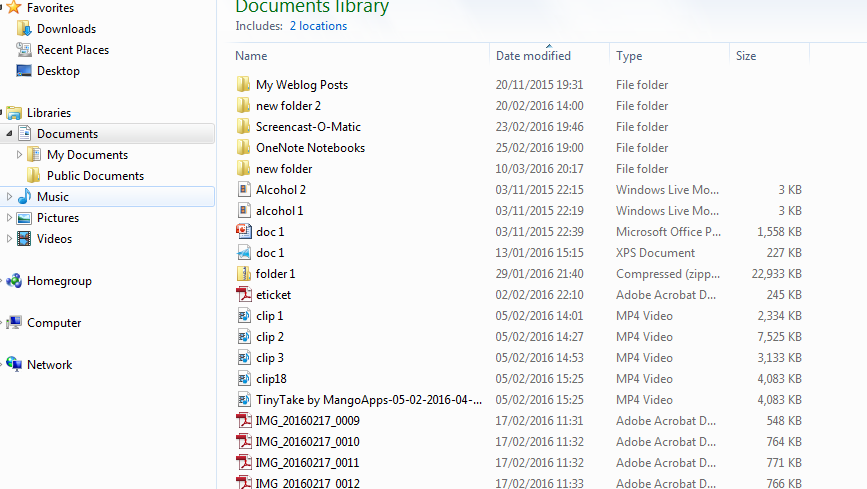 Favorites
Downloads
Recent Places
Desktop
Libraries
Documents
My Documents
Public Documents
Music
Pictures
Videos
Homegroup
Computer
Network
Documents library
Includes: 2 locations
Name Date modified Type Size
My Weblog Posts 20/11/2015 19:31 File folder
new folder 2 20/02/2016 14:00 File folder
Screencast-O-Matic 23/02/2016 19:46 File folder
OneNote Notebooks 25/02/2016 19:00 File folder
new folder 10/03/2016 20:17 File folder
Alcohol 2 03/11/2015 22:15 Windows Live Mo... 3 KB
alcohol 1 03/11/2015 22:19 Windows Live Mo... 3 KB
doc 1 03/11/2015 22:39 Microsoft Office P... 1,558 KB
doc 1 13/01/2016 15:15 XPS Document 227 KB
folder 1 29/01/2016 21:40 Compressed (zipp... 22,933 KB
eticket 02/02/2016 22:10 Adobe Acrobat D... 245 KB
clip 1 05/02/2016 14:01 MP4 Video 2,334 KB
clip 2 05/02/2016 14:27 MP4 Video 7,525 KB
clip 3 05/02/2016 14:53 MP4 Video 3,133 KB
clip18 05/02/2016 15:25 MP4 Video 4,083 KB
TinyTake by MangoApps-05-02-2016-04-... 05/02/2016 15:25 MP4 Video 4,083 KB
IMG_20160217_0009 17/02/2016 11:31 Adobe Acrobat D... 548 KB
IMG_20160217_0010 17/02/2016 11:32 Adobe Acrobat D... 764 KB
IMG_20160217_0011 17/02/2016 11:32 Adobe Acrobat D... 771 KB
IMG_20160217_0012 17/02/2016 11:33 Adobe Acrobat D... 766 KB